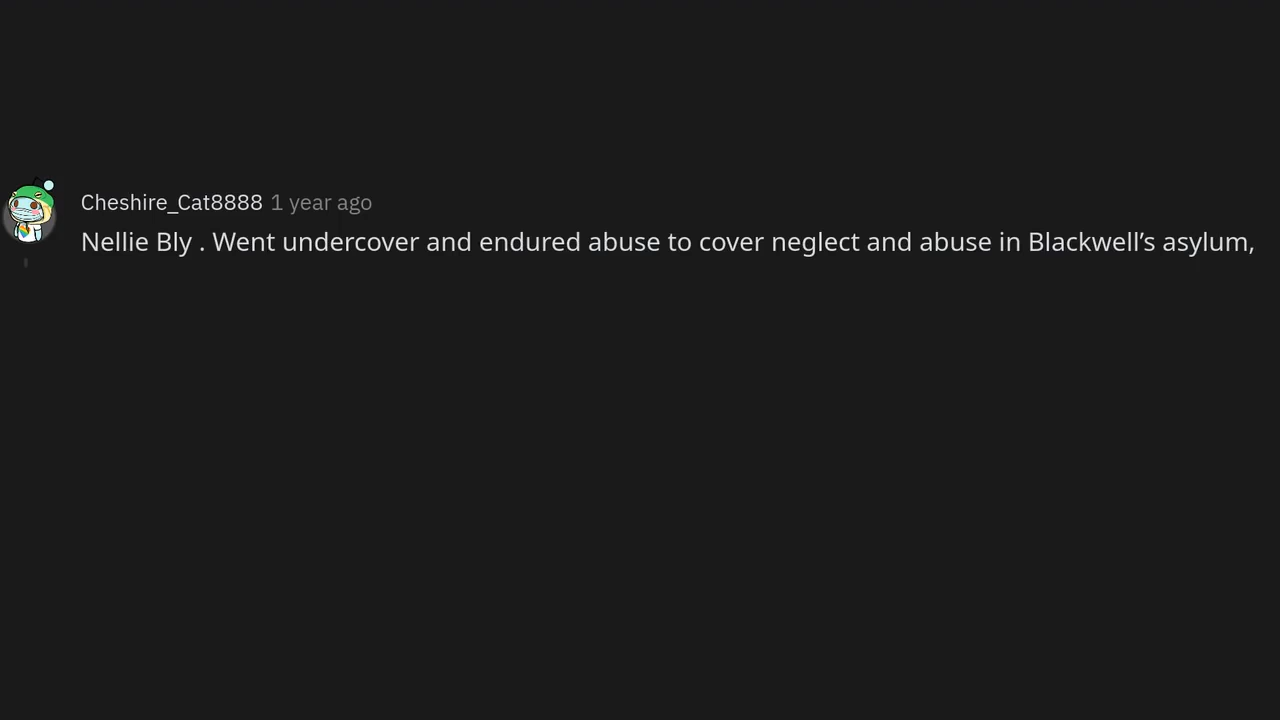 Cheshire_Cat8888 1 year ago
Nellie Bly . Went undercover and endured abuse to cover neglect and abuse in Blackwell’s asylum,